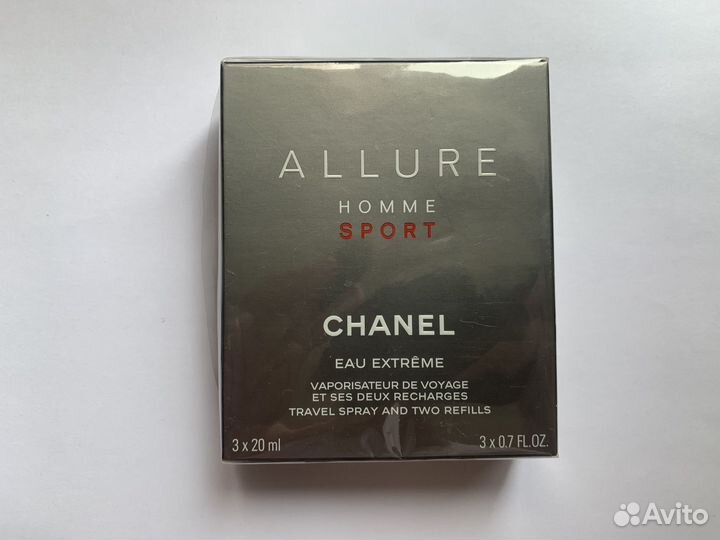 ALLURE
HOMME
SPORT
CHANEL
EAU EXTRÊME
VAPORISATEUR DE VOYAGE
ET SES DEUX RECHARGES
TRAVEL SPRAY AND TWO REFILLS
3 x 20 ml 3 x 0.7 FL.OZ.
Avito